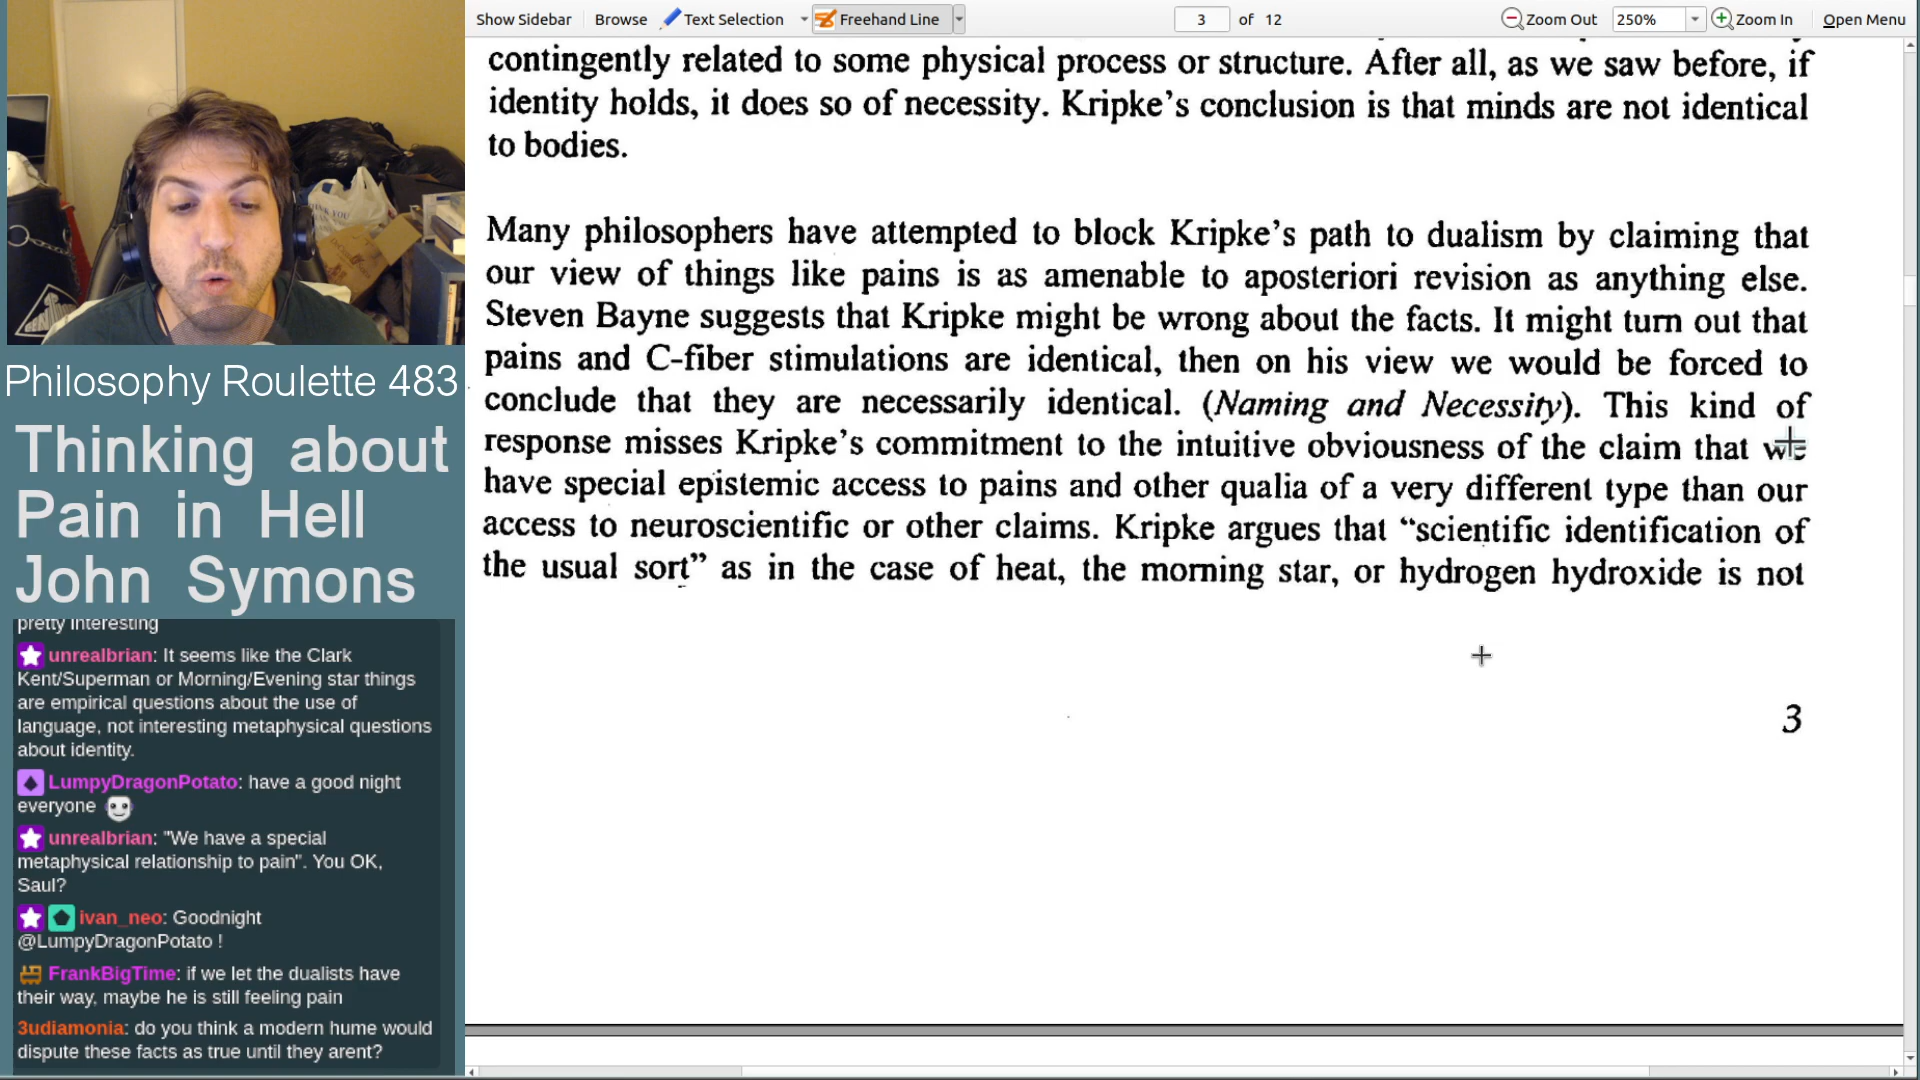 Show Sidebar Browse Text Selection Freehand Line 3 of 12 Zoom Out 250% Zoom In Open Menu
contingently related to some physical process or structure. After all, as we saw before, if
identity holds, it does so of necessity. Kripke's conclusion is that minds are not identical
to bodies.
Many philosophers have attempted to block Kripke's path to dualism by claiming that
our view of things like pains is as amenable to aposteriori revision as anything else.
Steven Bayne suggests that Kripke might be wrong about the facts. It might turn out that
pains and C-fiber stimulations are identical, then on his view we would be forced to
conclude that they are necessarily identical. (Naming and Necessity). This kind of
response misses Kripke's commitment to the intuitive obviousness of the claim that we
have special epistemic access to pains and other qualia of a very different type than our
access to neuroscientific or other claims. Kripke argues that "scientific identification of
the usual sort" as in the case of heat, the morning star, or hydrogen hydroxide is not
3
Philosophy Roulette 483
Thinking about
Pain in Hell
John Symons
pretty interesting
unrealbrian: It seems like the Clark
Kent/Superman or Morning/Evening star things
are empirical questions about the use of
language, not interesting metaphysical questions
about identity.
LumpyDragonPotato: have a good night
everyone
unrealbrian: "We have a special
metaphysical relationship to pain". You OK,
Saul?
ivan_neo: Goodnight
@LumpyDragonPotato !
FrankBigTime: if we let the dualists have
their way, maybe he is still feeling pain
3udiamonia: do you think a modern hume would
dispute these facts as true until they arent?